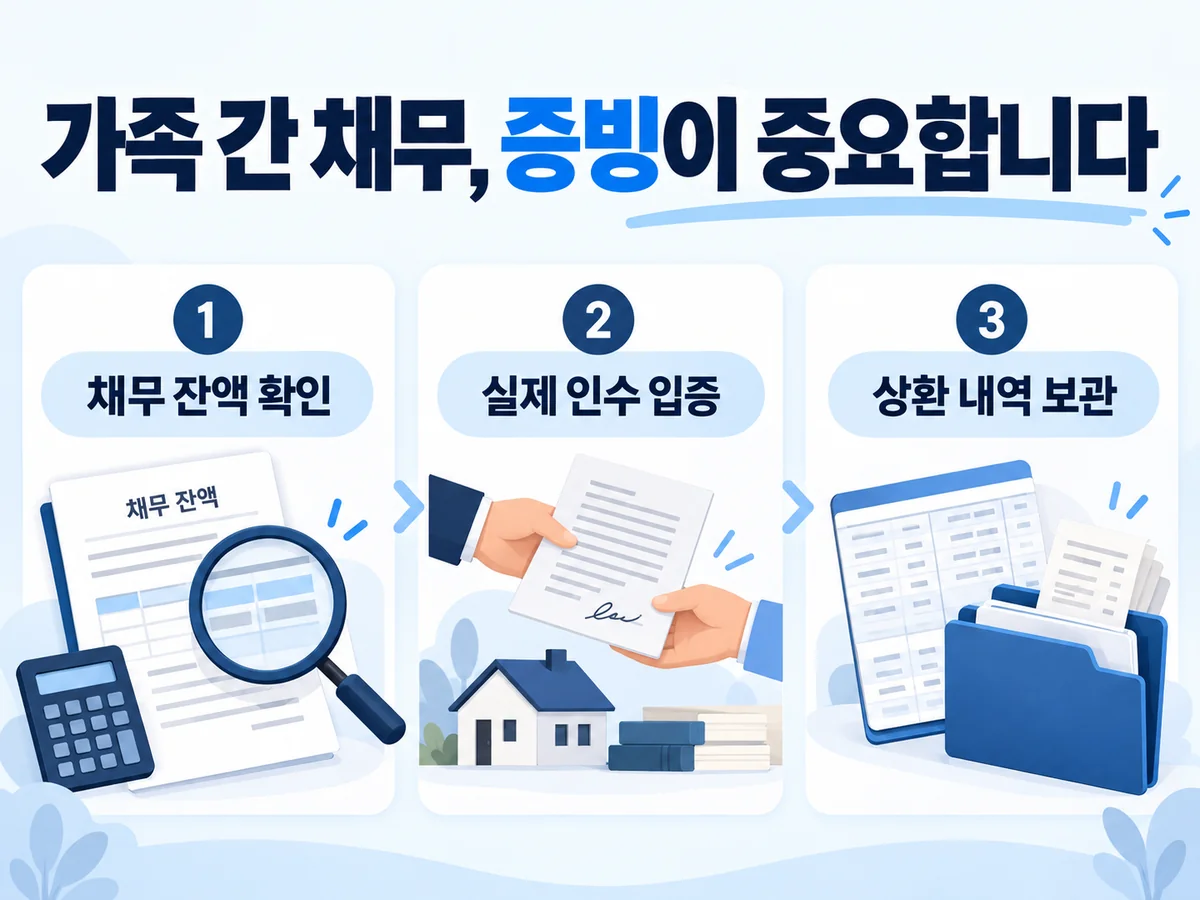 가족 간 채무, 증빙이 중요합니다
1
채무 잔액 확인
채무 잔액
2
실제 인수 입증
3
상환 내역 보관